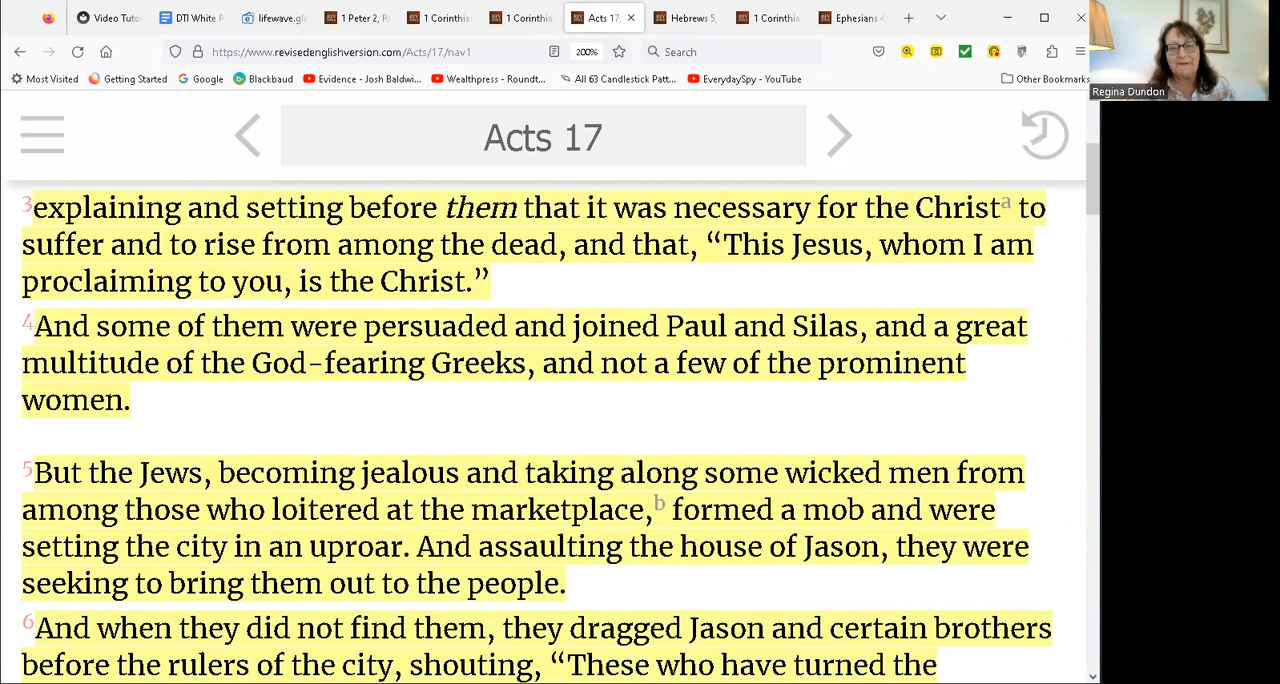 Video Tuto
DTI White P
lifewave.gl
1 Peter 2, R
1 Corinthia
1 Corinthia
Acts 17,
Hebrews 5,
1 Corinthia
Ephesians 4
https://www.revisedenglishversion.com/Acts/17/nav1
200%
Search
Most Visited
Getting Started
Google
Blackbaud
Evidence - Josh Baldwi...
Wealthpress - Roundt...
All 63 Candlestick Patt...
EverydaySpy - YouTube
Other Bookmarks
Regina Dundon
Acts 17
3explaining and setting before them that it was necessary for the Christa to
suffer and to rise from among the dead, and that, “This Jesus, whom I am
proclaiming to you, is the Christ.”
4And some of them were persuaded and joined Paul and Silas, and a great
multitude of the God-fearing Greeks, and not a few of the prominent
women.
5But the Jews, becoming jealous and taking along some wicked men from
among those who loitered at the marketplace,b formed a mob and were
setting the city in an uproar. And assaulting the house of Jason, they were
seeking to bring them out to the people.
6And when they did not find them, they dragged Jason and certain brothers
before the rulers of the city, shouting, “These who have turned the